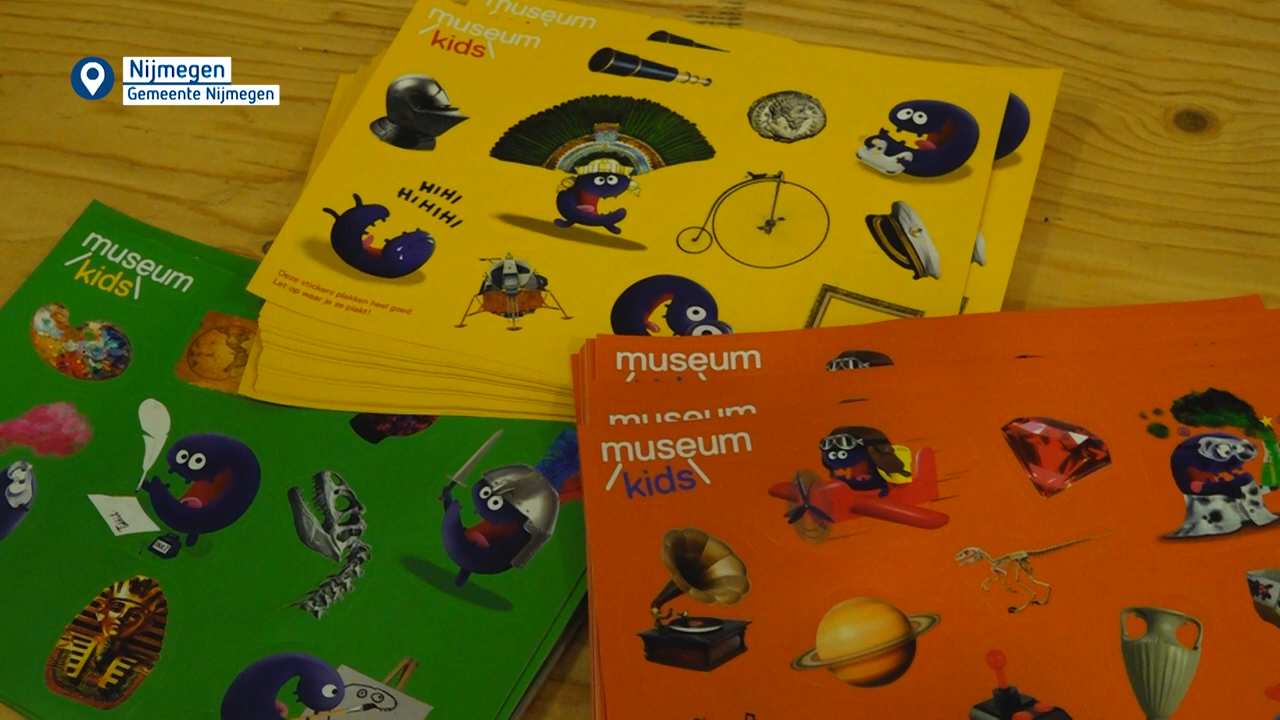 Nijmegen
Gemeente Nijmegen
museum
museum
kids
HIHI
HIHIHI
Deze stickers plakken heel goed.
Let op waar je ze plakt!
museum
kids
museum
museum
museum
kids